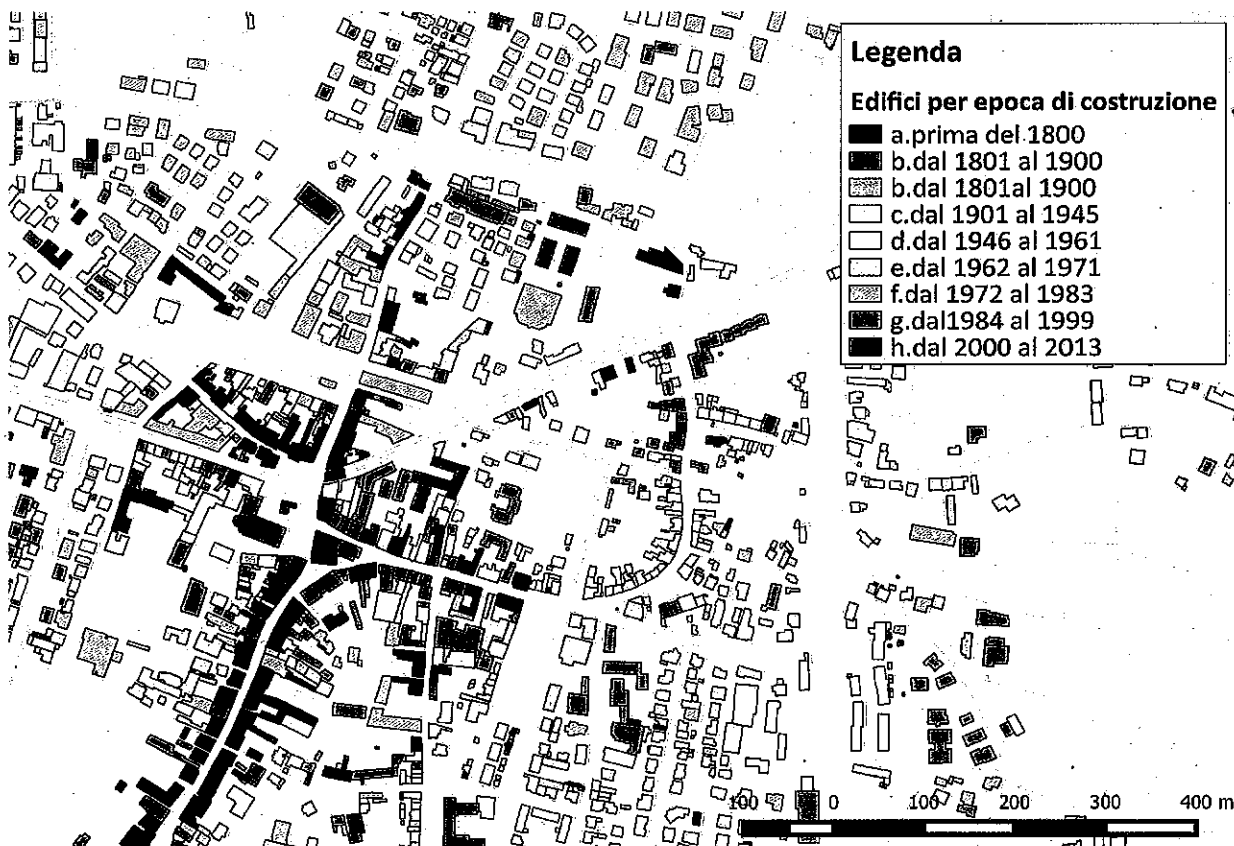 Legenda
Edifici per epoca di costruzione
a.prima del 1800
b.dal 1801 al 1900
b.dal 1801al 1900
c.dal 1901 al 1945
d.dal 1946 al 1961
e.dal 1962 al 1971
f.dal 1972 al 1983
g.dal1984 al 1999
h.dal 2000 al 2013
100 0 100 200 300 400 m